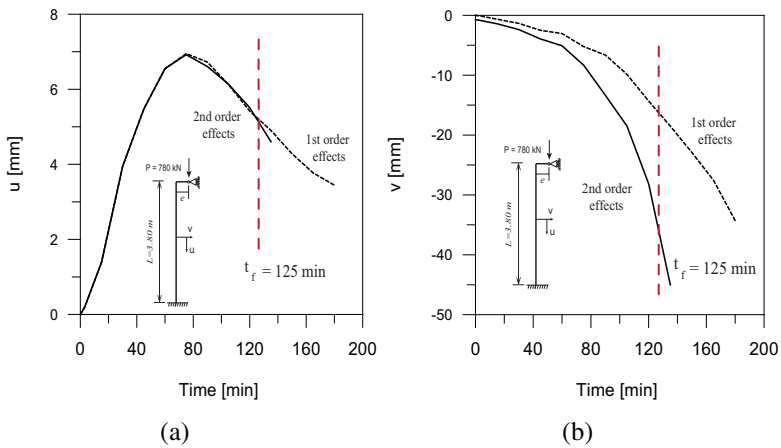 8
6
4
2
0
u [mm]
0 40 80 120 160 200
Time [min]
2nd order
effects
1st order
effects
P = 780 kN
e
L=3.80 m
v
u
t_f = 125 min
(a)
0
-10
-20
-30
-40
-50
v [mm]
0 40 80 120 160 200
Time [min]
1st order
effects
2nd order
effects
P = 780 kN
e
L=3.80 m
v
u
t_f = 125 min
(b)